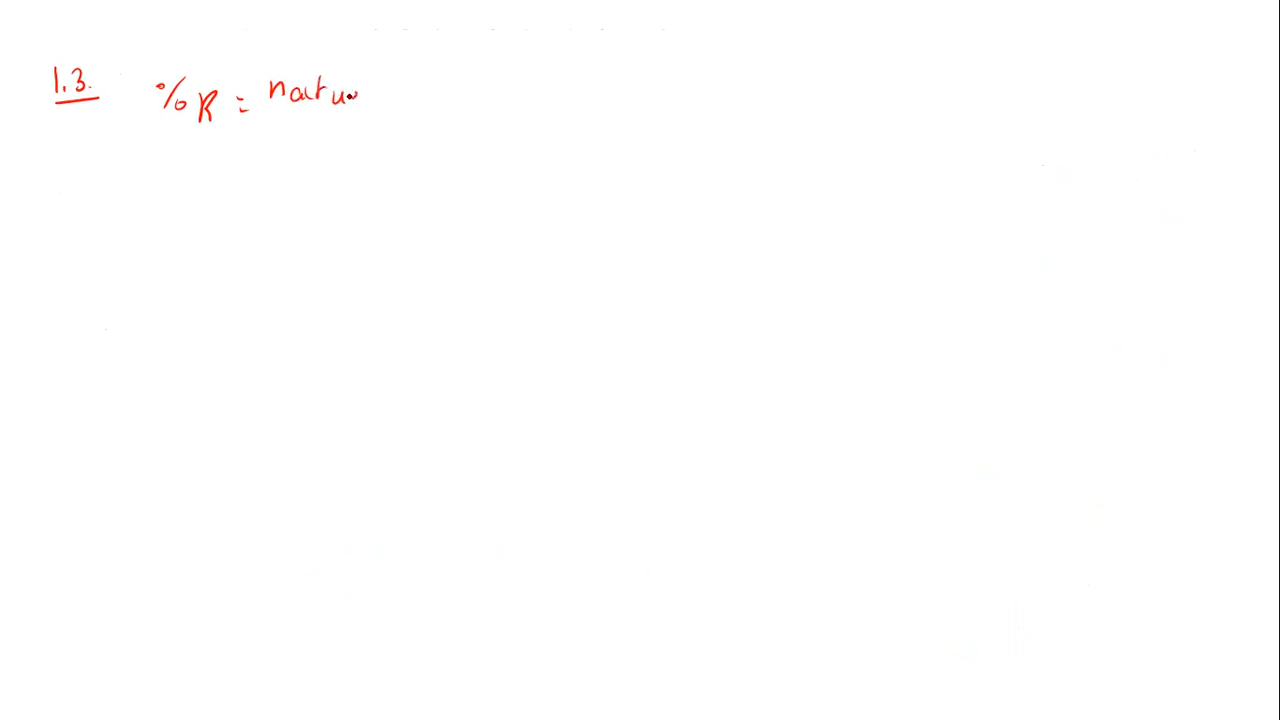 1.3. %R = natu